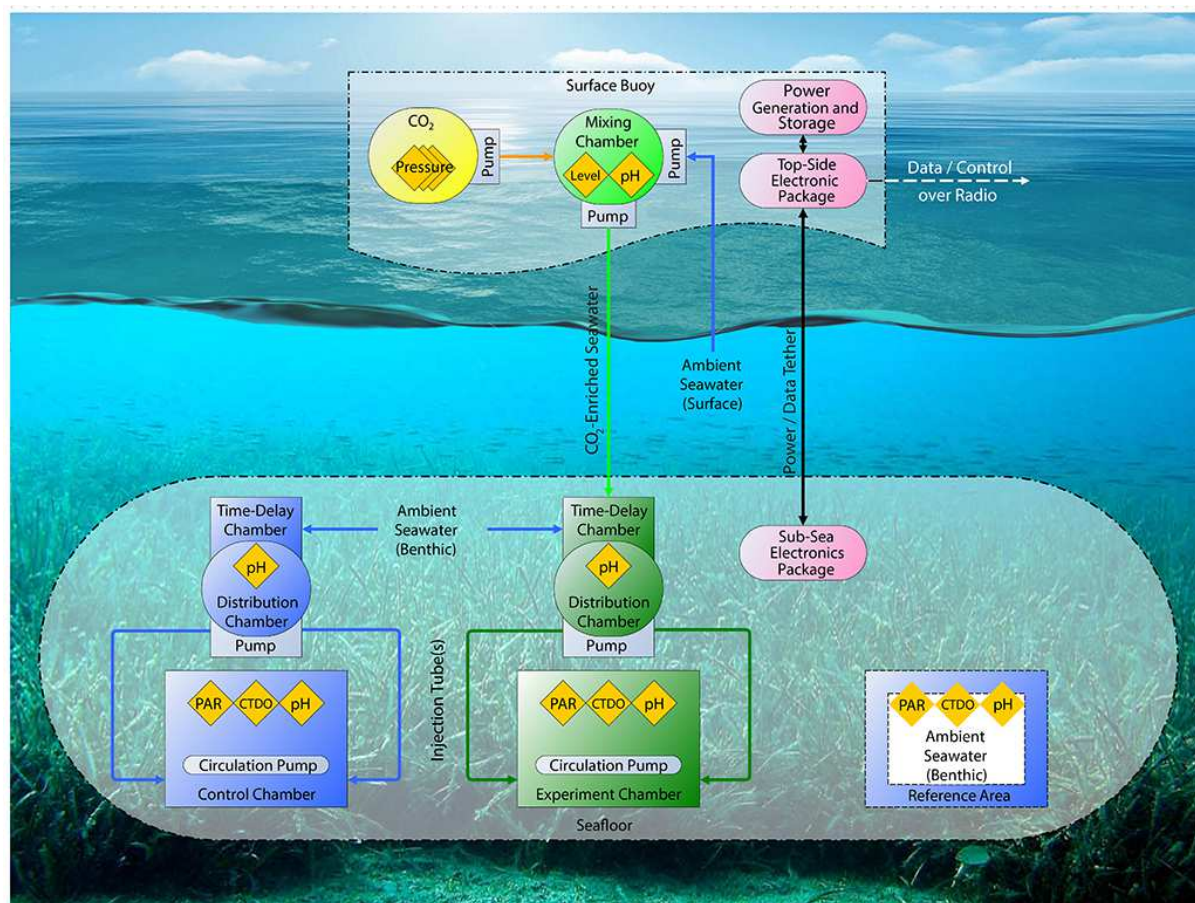 Surface Buoy
CO₂
Pressure
Pump
Mixing
Chamber
Level
pH
Pump
Pump
Power
Generation and
Storage
Top-Side
Electronic
Package
Data / Control
over Radio
CO₂-Enriched Seawater
Ambient
Seawater
(Surface)
Power / Data Tether
Time-Delay
Chamber
pH
Distribution
Chamber
Pump
Ambient
Seawater
(Benthic)
Time-Delay
Chamber
pH
Distribution
Chamber
Pump
Sub-Sea
Electronics
Package
Injection Tube(s)
PAR
CTDO
pH
Circulation Pump
Control Chamber
PAR
CTDO
pH
Circulation Pump
Experiment Chamber
PAR
CTDO
pH
Ambient
Seawater
(Benthic)
Reference Area
Seafloor